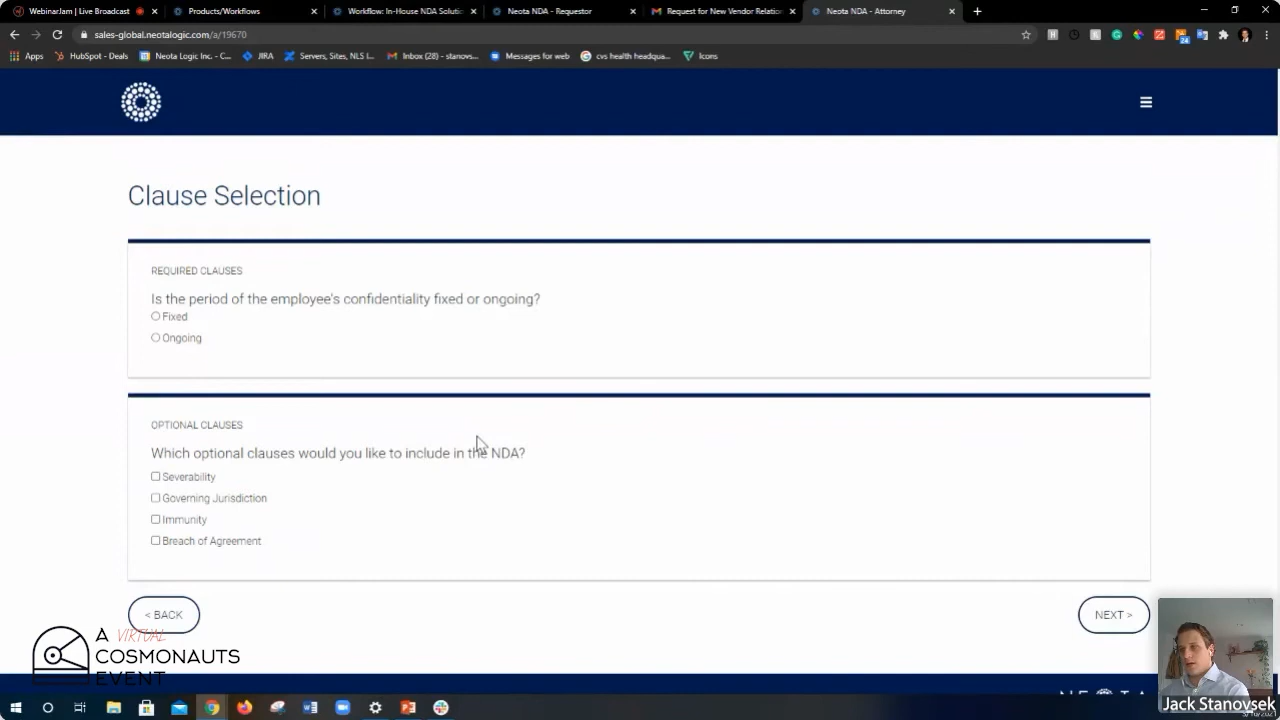 WebinarJam | Live Broadcast
Products/Workflows
Workflow: In-House NDA Solutio
Neota NDA - Requestor
Request for New Vendor Relatio
Neota NDA - Attorney
sales-global.neotalogic.com/a/19670
Apps
HubSpot - Deals
Neota Logic Inc. - C...
JIRA
Servers, Sites, NLS I...
Inbox (28) - stanovs...
Messages for web
cvs health headqua...
Icons
24
Clause Selection
REQUIRED CLAUSES
Is the period of the employee's confidentiality fixed or ongoing?
Fixed
Ongoing
OPTIONAL CLAUSES
Which optional clauses would you like to include in the NDA?
Severability
Governing Jurisdiction
Immunity
Breach of Agreement
< BACK
NEXT >
A VIRTUAL
COSMONAUTS
EVENT
Jack Stanovsek